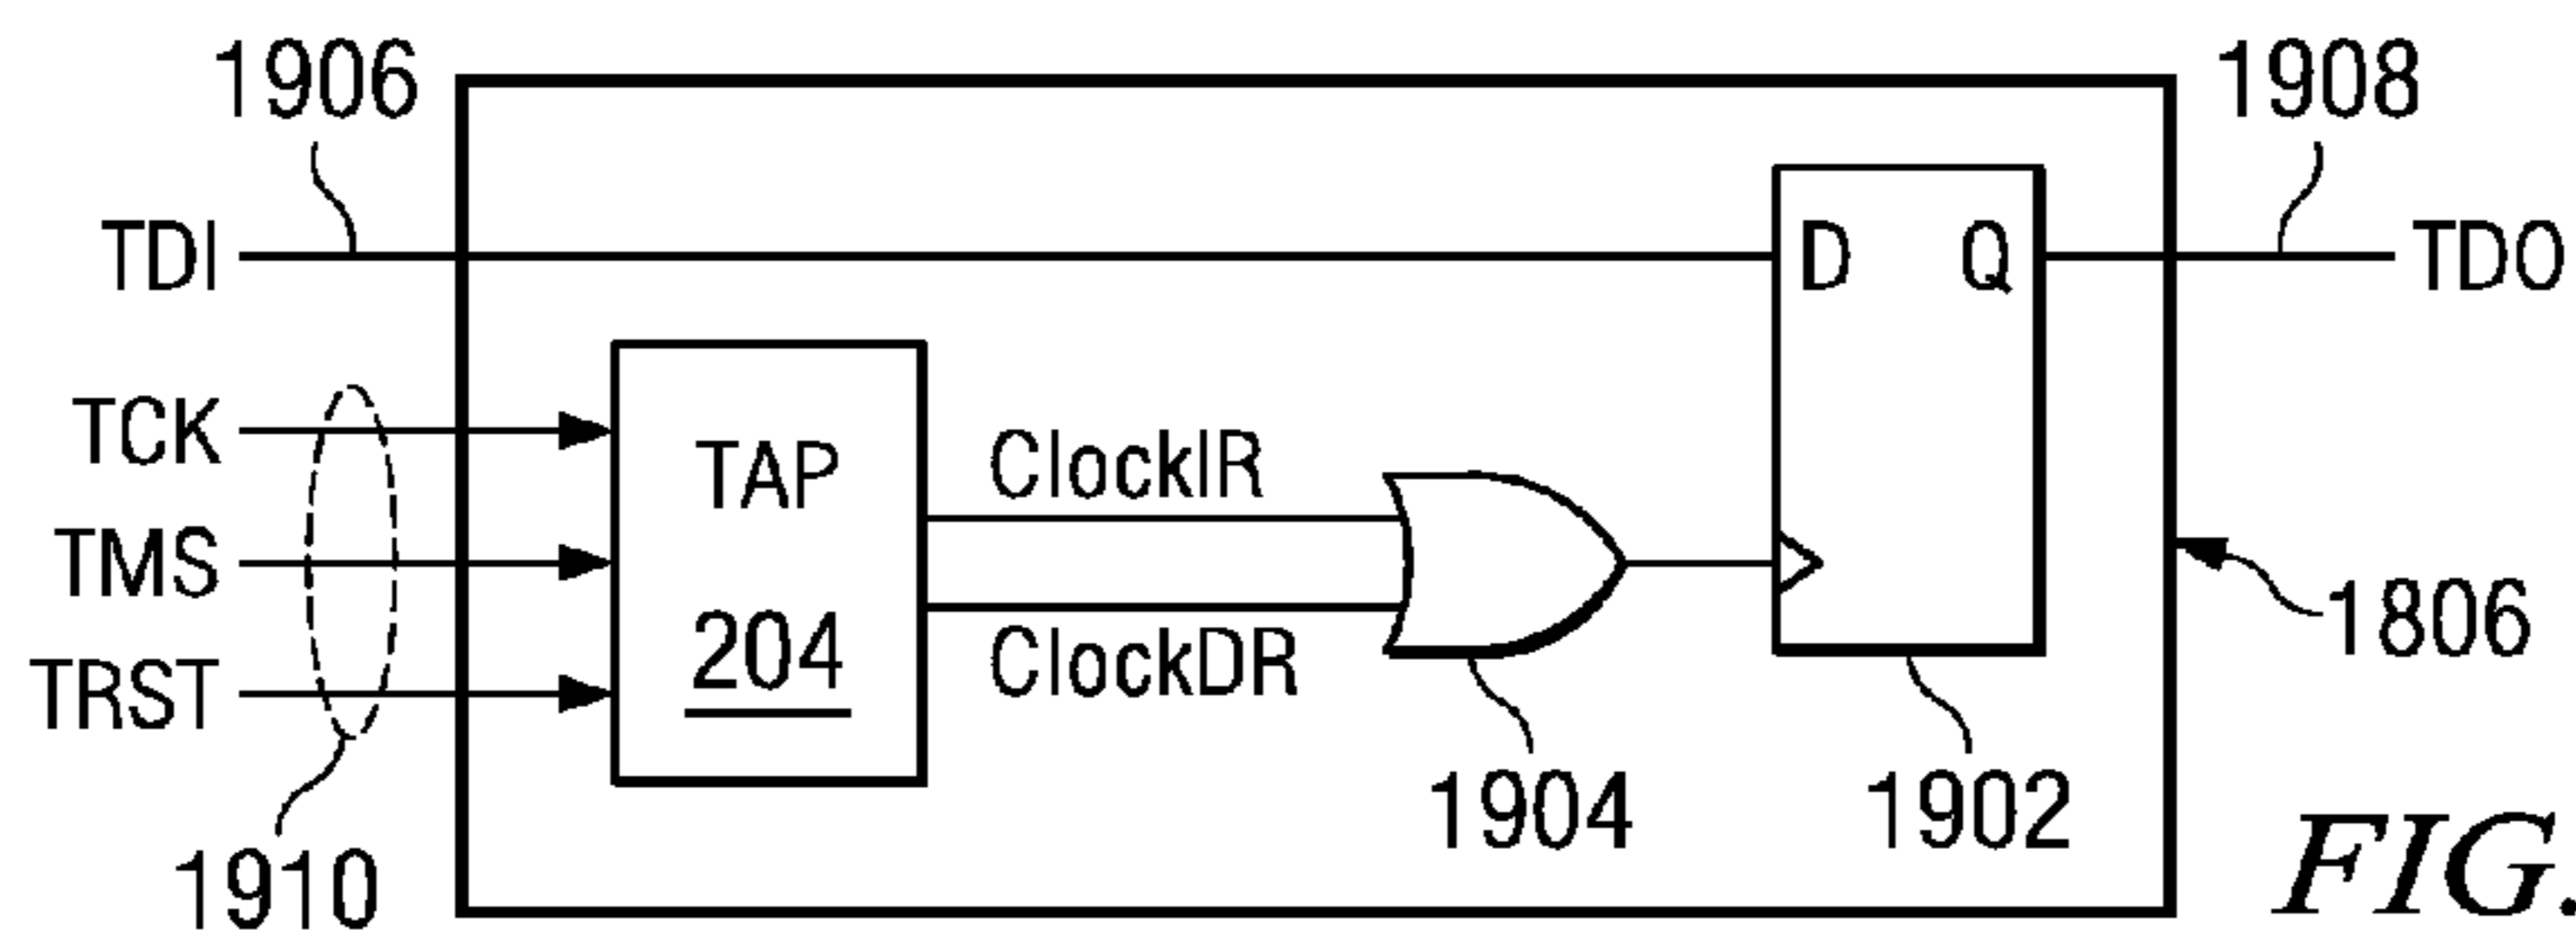 1906
1908
TDI
D
Q
TDO
TCK
TAP
ClockIR
TMS
204
ClockDR
1806
TRST
1904
1902
1910
FIG.